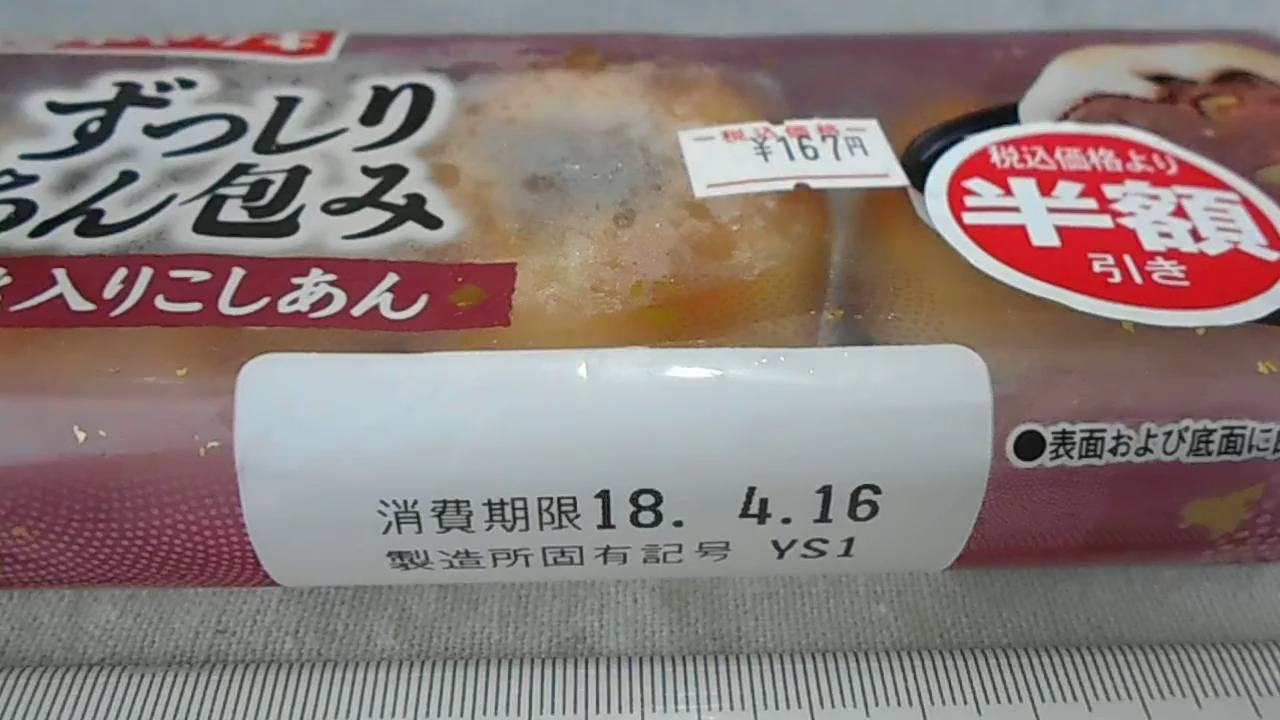 ずっしり
あん包み
入りこしあん
税込価格
¥167円
税込価格より
半額
引き
●表面および底面に
消費期限18. 4.16
製造所固有記号 YS1